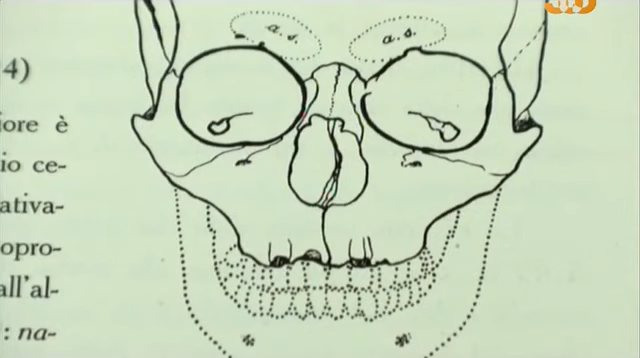 a. s. a. s.
4)
iore è
io ce-
ativa-
opro-
all'al-
: na-